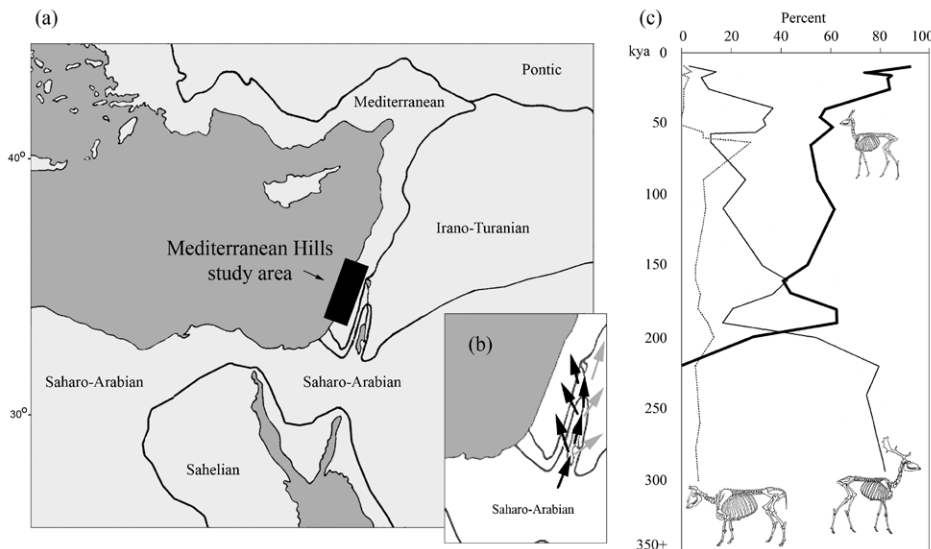 (a)
Pontic
Mediterranean
40°
Irano-Turanian
Mediterranean Hills
study area
Saharo-Arabian
Saharo-Arabian
30°
Sahelian
(b)
Saharo-Arabian
(c)
Percent
kya
0
20
40
60
80
100
0
50
100
150
200
250
300
350+